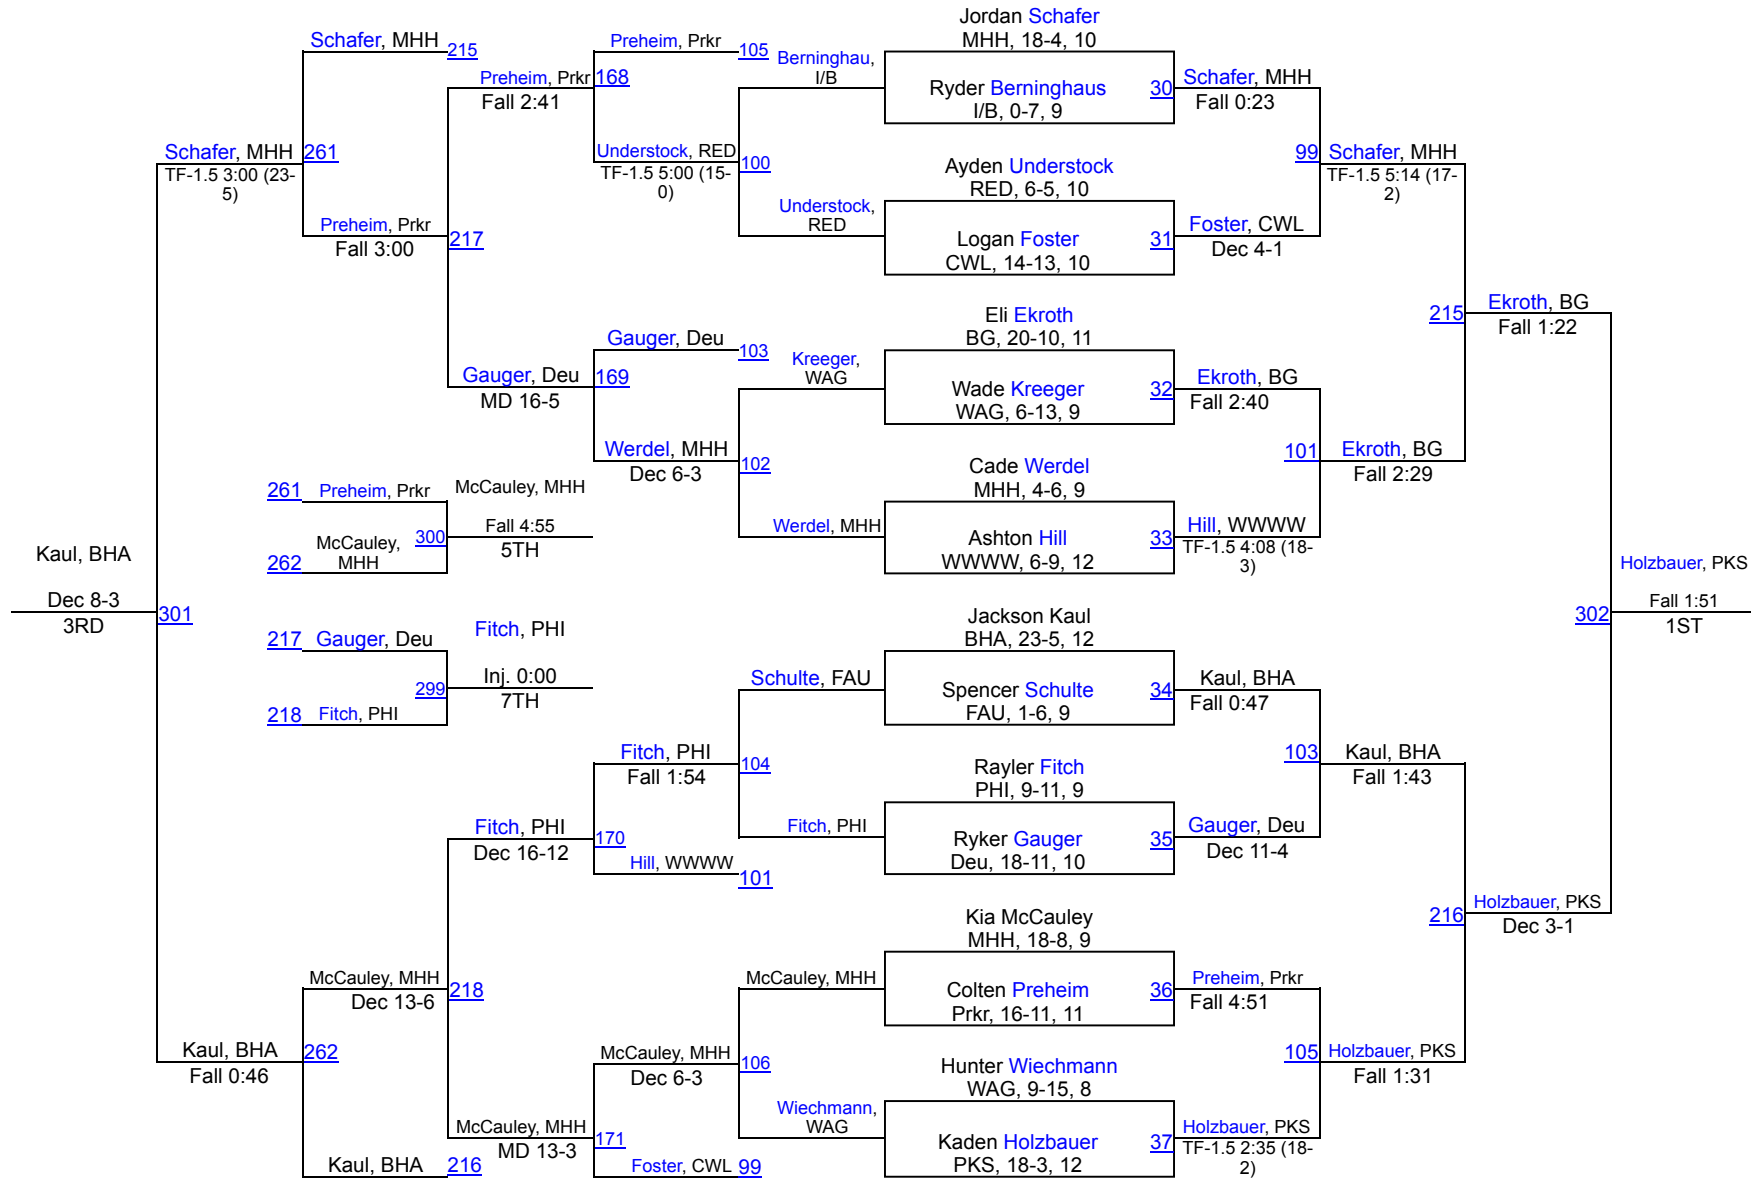 Jordan Schafer
MHH, 18-4, 10
Ryder Berninghaus
I/B, 0-7, 9
Ayden Understock
RED, 6-5, 10
Logan Foster
CWL, 14-13, 10
Eli Ekroth
BG, 20-10, 11
Wade Kreeger
WAG, 6-13, 9
Cade Werdel
MHH, 4-6, 9
Ashton Hill
WWWW, 6-9, 12
Jackson Kaul
BHA, 23-5, 12
Spencer Schulte
FAU, 1-6, 9
Rayler Fitch
PHI, 9-11, 9
Ryker Gauger
Deu, 18-11, 10
Kia McCauley
MHH, 18-8, 9
Colten Preheim
Prkr, 16-11, 11
Hunter Wiechmann
WAG, 9-15, 8
Kaden Holzbauer
PKS, 18-3, 12
30
Schafer, MHH
Fall 0:23
31
Foster, CWL
Dec 4-1
32
Ekroth, BG
Fall 2:40
33
Hill, WWWW
TF-1.5 4:08 (18-
3)
34
Kaul, BHA
Fall 0:47
35
Gauger, Deu
Dec 11-4
36
Preheim, Prkr
Fall 4:51
37
Holzbauer, PKS
TF-1.5 2:35 (18-
2)
99
Schafer, MHH
TF-1.5 5:14 (17-
2)
101
Ekroth, BG
Fall 2:29
103
Kaul, BHA
Fall 1:43
105
Holzbauer, PKS
Fall 1:31
215
Ekroth, BG
Fall 1:22
216
Holzbauer, PKS
Dec 3-1
302
Holzbauer, PKS
Fall 1:51
1ST
Berninghau,
I/B
Understock,
RED
Kreeger,
WAG
Werdel, MHH
Schulte, FAU
Fitch, PHI
McCauley, MHH
Wiechmann,
WAG
Preheim, Prkr
105
Understock, RED
TF-1.5 5:00 (15-
0)
100
Gauger, Deu
103
Werdel, MHH
Dec 6-3
102
Fitch, PHI
Fall 1:54
104
Hill, WWWW
101
McCauley, MHH
Dec 6-3
106
Foster, CWL
99
Preheim, Prkr
Fall 2:41
168
Gauger, Deu
MD 16-5
169
Fitch, PHI
Dec 16-12
170
McCauley, MHH
MD 13-3
171
Schafer, MHH
215
Preheim, Prkr
Fall 3:00
217
McCauley, MHH
Dec 13-6
218
Kaul, BHA
216
Schafer, MHH
TF-1.5 3:00 (23-
5)
261
Kaul, BHA
Fall 0:46
262
261
Preheim, Prkr
262
McCauley,
MHH
300
McCauley, MHH
Fall 4:55
5TH
217
Gauger, Deu
218
Fitch, PHI
299
Fitch, PHI
Inj. 0:00
7TH
Kaul, BHA
Dec 8-3
3RD
301